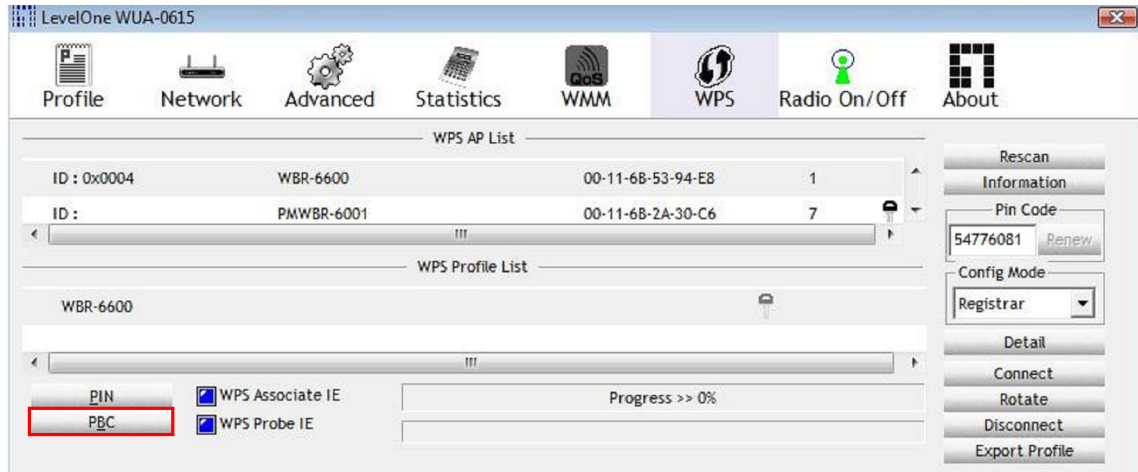 LevelOne WUA-0615
Profile Network Advanced Statistics QoS WMM WPS Radio On/Off About
WPS AP List
ID : 0x0004 WBR-6600 00-11-6B-53-94-E8 1
ID : PMWBR-6001 00-11-6B-2A-30-C6 7
WPS Profile List
WBR-6600
PIN WPS Associate IE Progress >> 0%
PBC WPS Probe IE
Rescan
Information
Pin Code
54776081 Renew
Config Mode
Registrar
Detail
Connect
Rotate
Disconnect
Export Profile